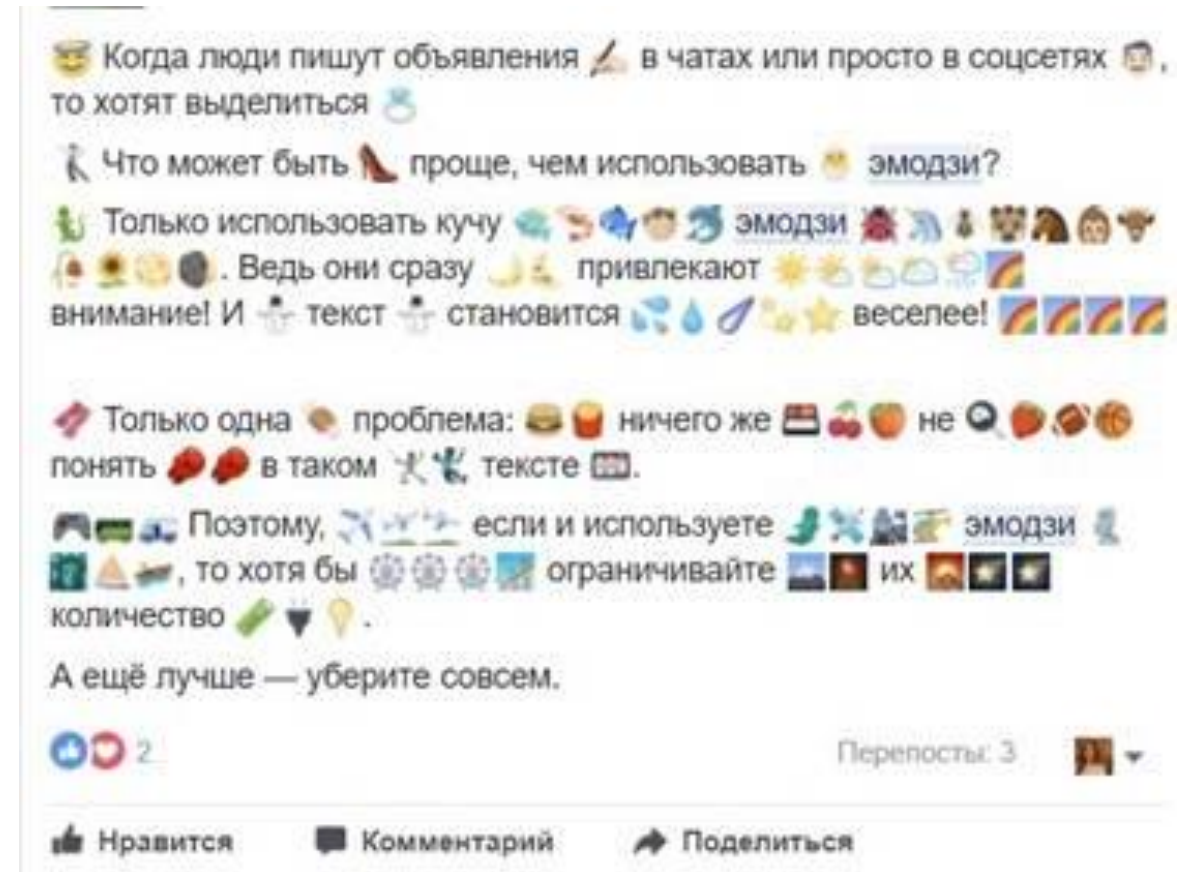 Когда люди пишут объявления в чатах или просто в соцсетях ,
то хотят выделиться
Что может быть проще, чем использовать эмодзи?
Только использовать кучу эмодзи
. Ведь они сразу привлекают
внимание! И текст становится веселее!
Только одна проблема: ничего же не
понять в таком тексте .
Поэтому, если и используете эмодзи
, то хотя бы ограничивайте их
количество .
А ещё лучше — уберите совсем.
2 Перепосты: 3
Нравится Комментарий Поделиться